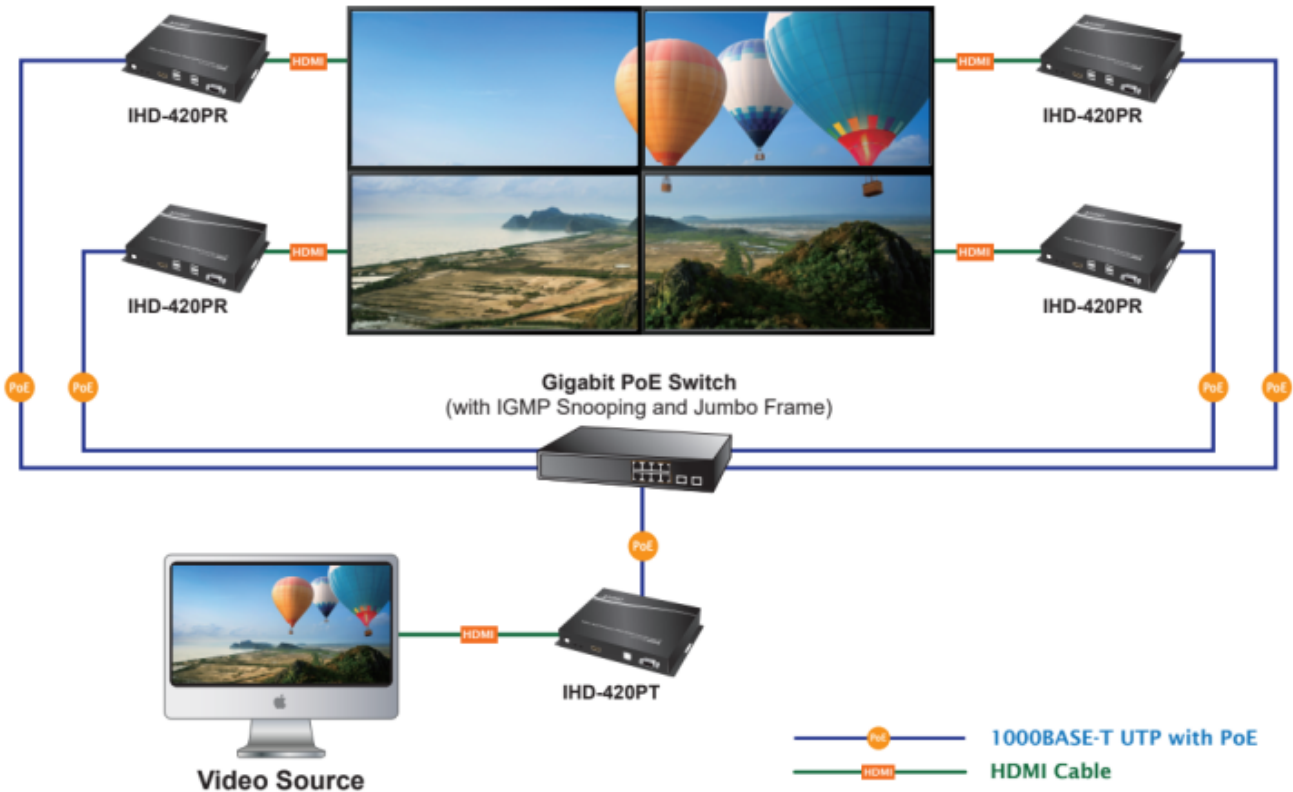 HDMI
HDMI
IHD-420PR
IHD-420PR
HDMI
HDMI
IHD-420PR
IHD-420PR
PoE
PoE
PoE
PoE
Gigabit PoE Switch
(with IGMP Snooping and Jumbo Frame)
PoE
HDMI
IHD-420PT
Video Source
PoE 1000BASE-T UTP with PoE
HDMI HDMI Cable